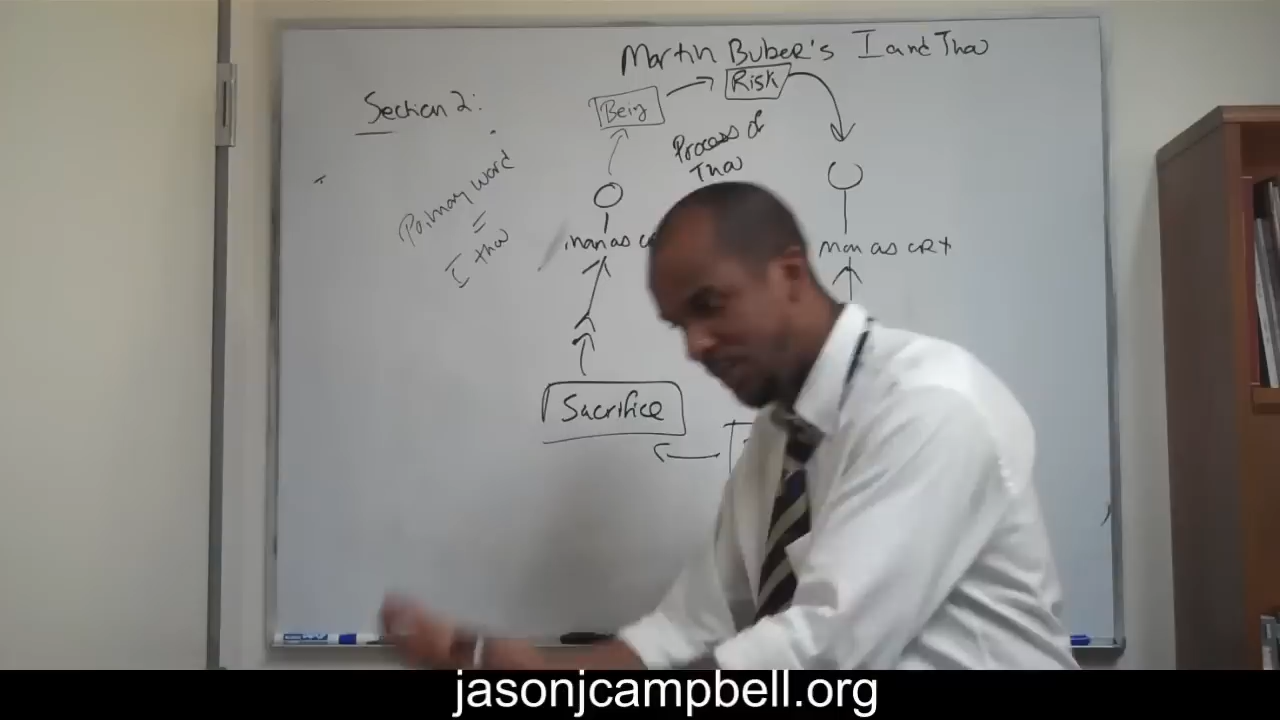 Martin Buber's I and Thou
Section 2:
Being
Risk
Process of
Thou
Primary word
=
I thou
man as
man as art
Sacrifice
jasonjcampbell.org